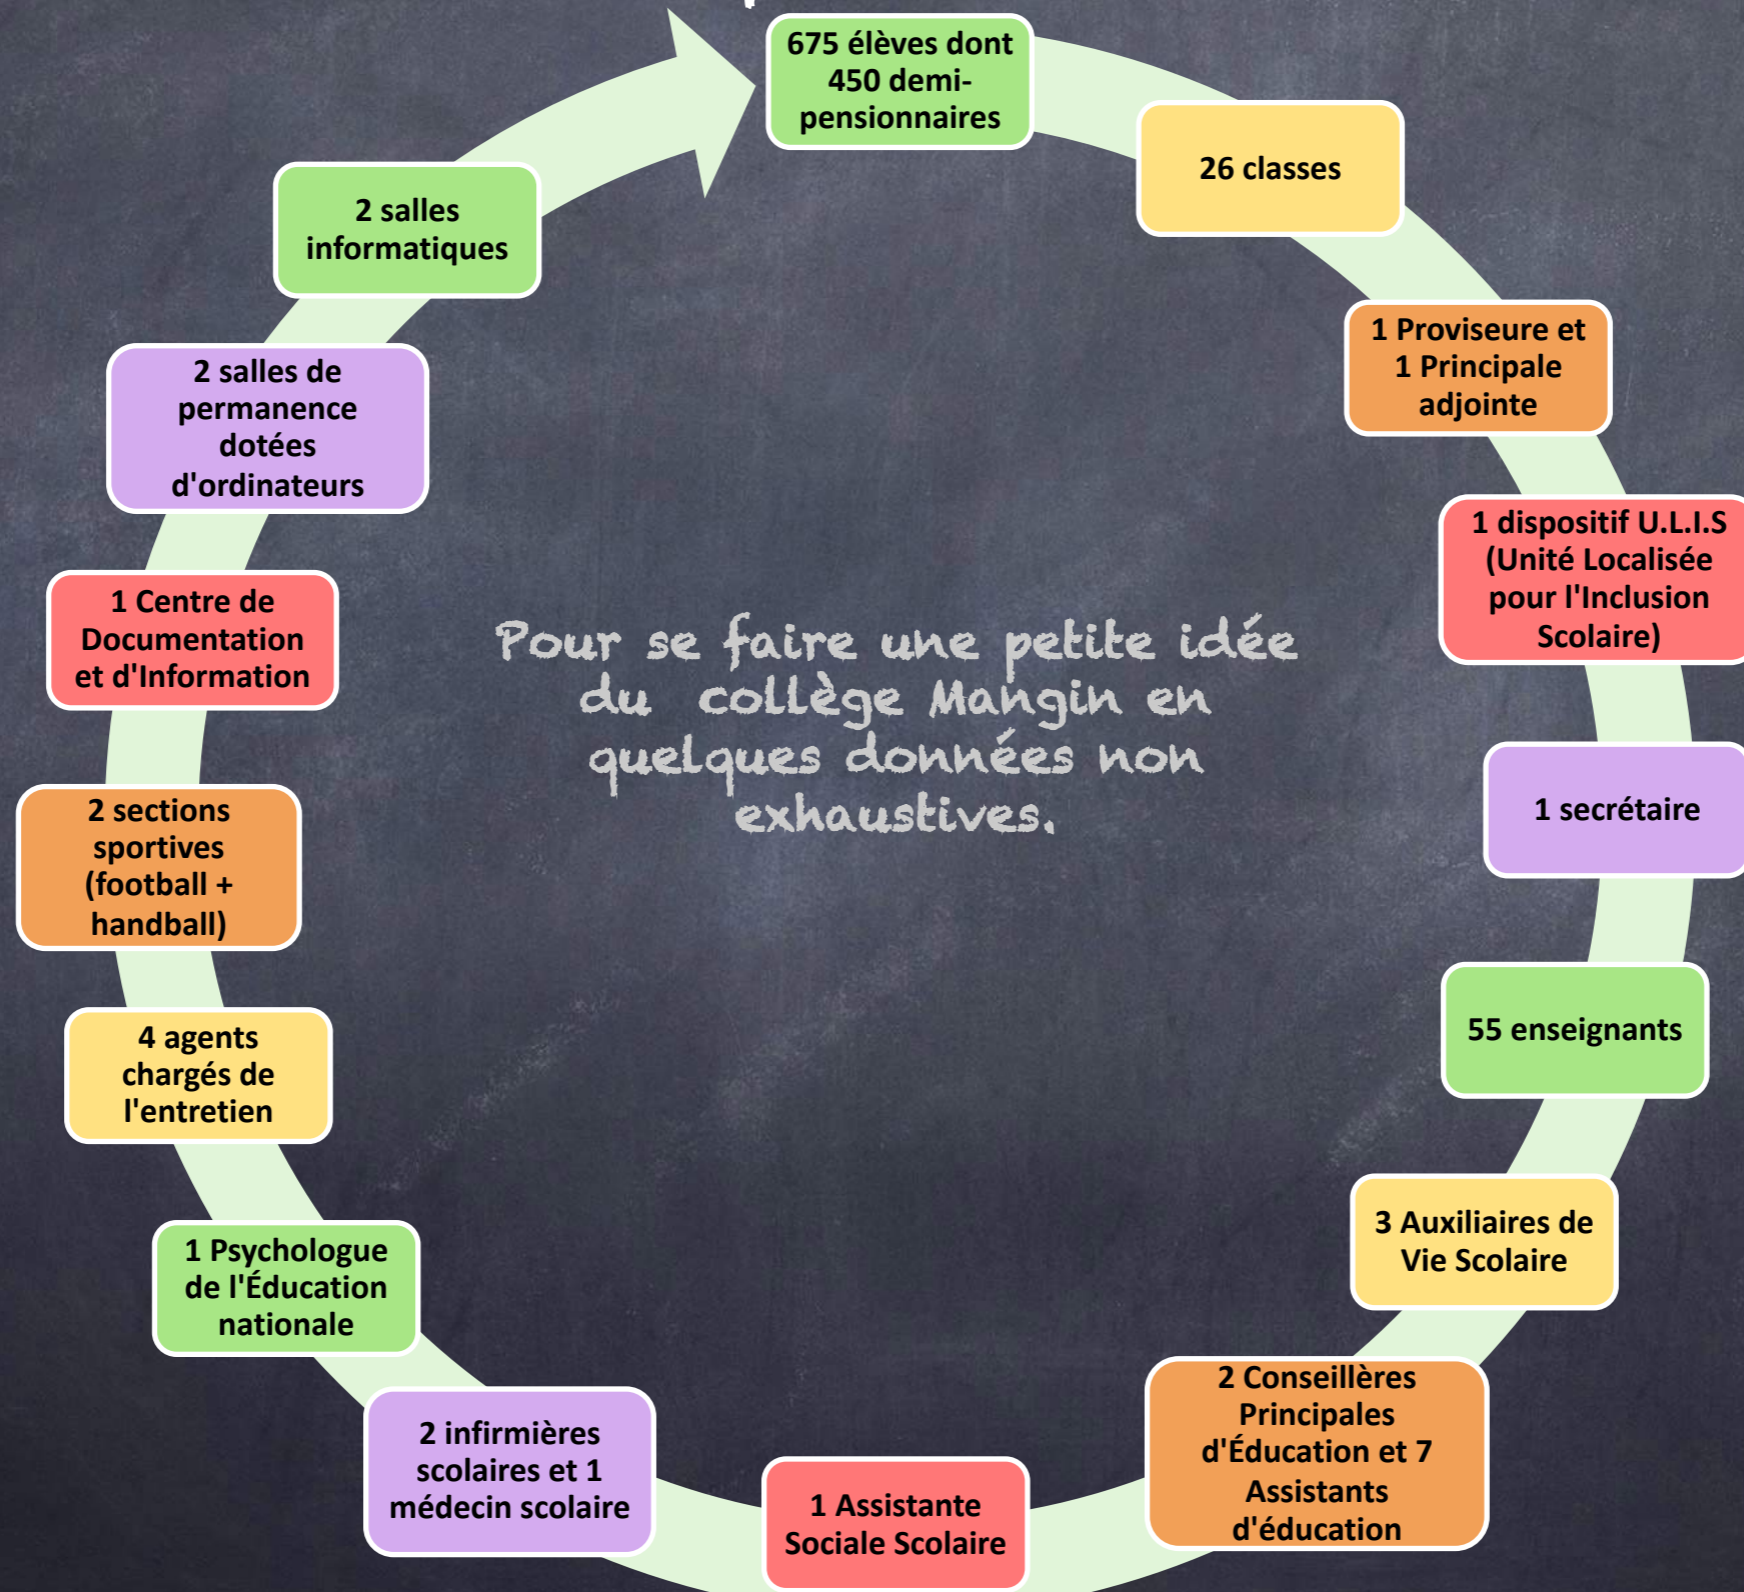 675 élèves dont
450 demi-
pensionnaires
26 classes
1 Proviseure et
1 Principale
adjointe
1 dispositif U.L.I.S
(Unité Localisée
pour l'Inclusion
Scolaire)
1 secrétaire
55 enseignants
3 Auxiliaires de
Vie Scolaire
2 Conseillères
Principales
d'Éducation et 7
Assistants
d'éducation
1 Assistante
Sociale Scolaire
2 infirmières
scolaires et 1
médecin scolaire
1 Psychologue
de l'Éducation
nationale
4 agents
chargés de
l'entretien
2 sections
sportives
(football +
handball)
1 Centre de
Documentation
et d'Information
2 salles de
permanence
dotées
d'ordinateurs
2 salles
informatiques
Pour se faire une petite idée
du collège Mangin en
quelques données non
exhaustives.